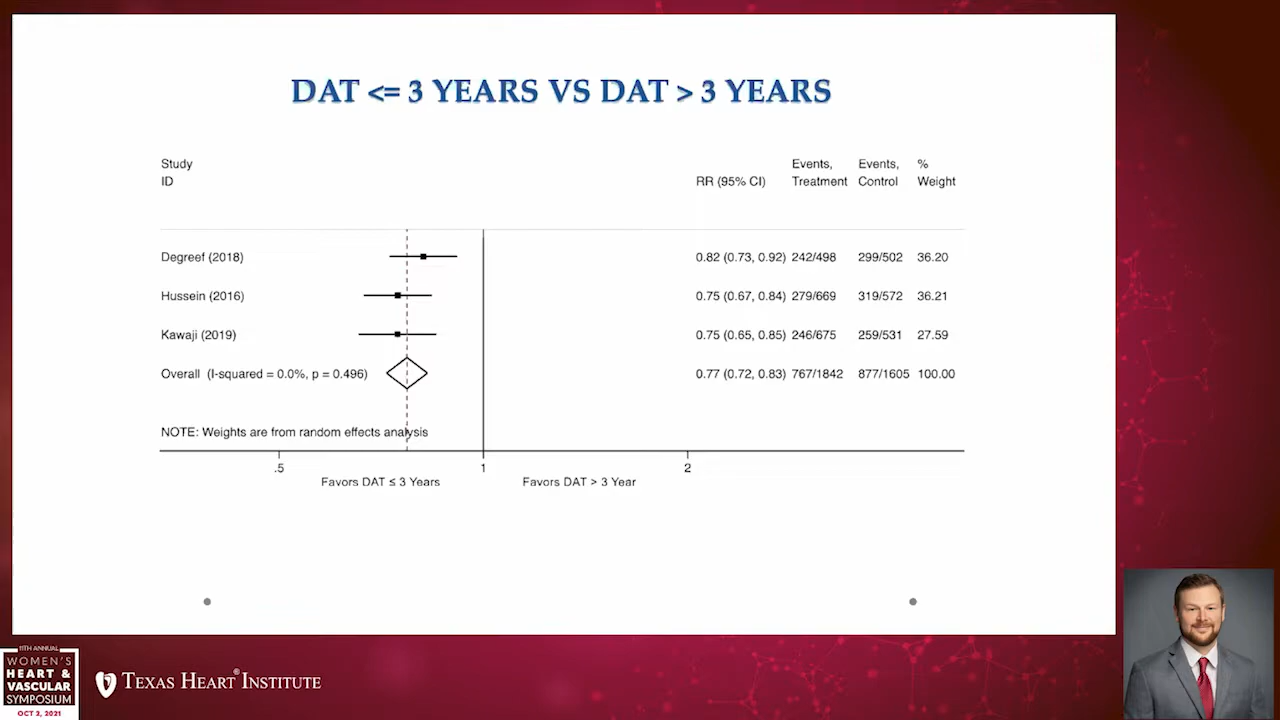 DAT <= 3 YEARS VS DAT > 3 YEARS
Study
ID
RR (95% CI)
Events,
Treatment
Events,
Control
%
Weight
Degreef (2018) 0.82 (0.73, 0.92) 242/498 299/502 36.20
Hussein (2016) 0.75 (0.67, 0.84) 279/669 319/572 36.21
Kawaji (2019) 0.75 (0.65, 0.85) 246/675 259/531 27.59
Overall (I-squared = 0.0%, p = 0.496) 0.77 (0.72, 0.83) 767/1842 877/1605 100.00
NOTE: Weights are from random effects analysis
.5 1 2
Favors DAT ≤ 3 Years Favors DAT > 3 Year
11TH ANNUAL
WOMEN'S
HEART &
VASCULAR
SYMPOSIUM
OCT 2, 2021
TEXAS HEART® INSTITUTE